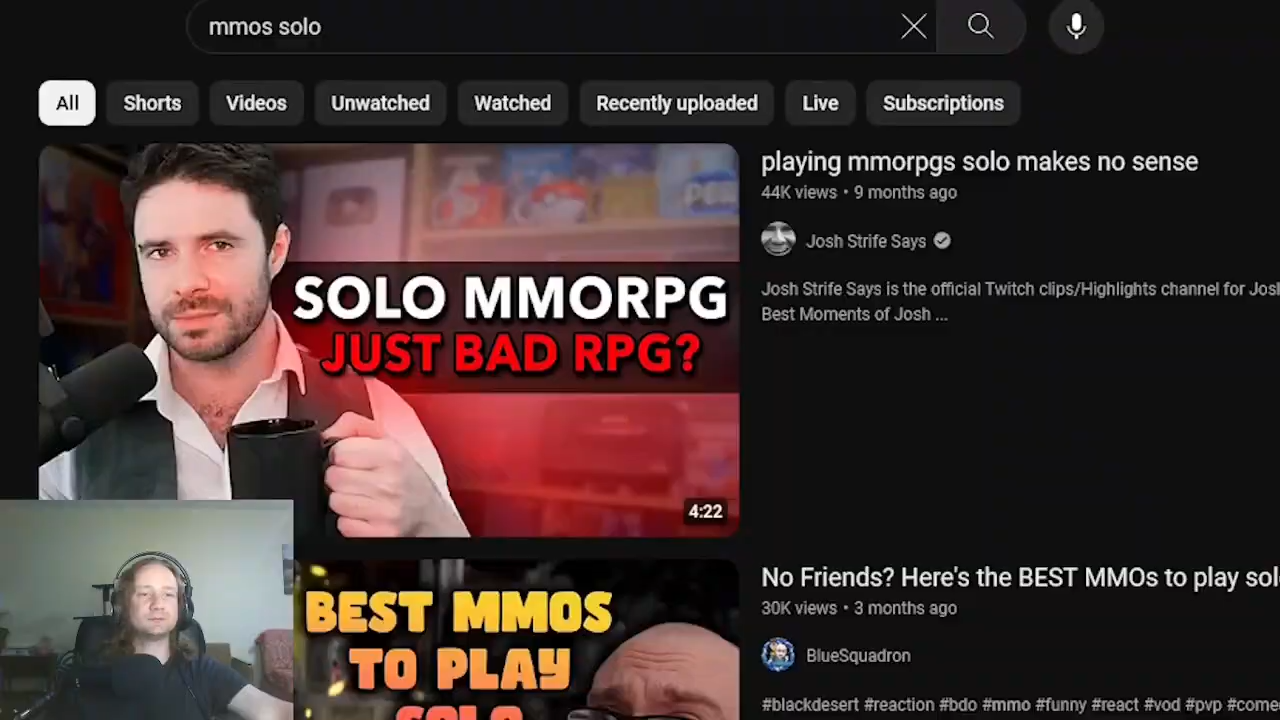 mmos solo
All
Shorts
Videos
Unwatched
Watched
Recently uploaded
Live
Subscriptions
SOLO MMORPG
JUST BAD RPG?
4:22
playing mmorpgs solo makes no sense
44K views • 9 months ago
Josh Strife Says
Josh Strife Says is the official Twitch clips/Highlights channel for Josh
Best Moments of Josh ...
BEST MMOS
TO PLAY
SOLO
No Friends? Here's the BEST MMOs to play sol
30K views • 3 months ago
BlueSquadron
#blackdesert #reaction #bdo #mmo #funny #react #vod #pvp #come